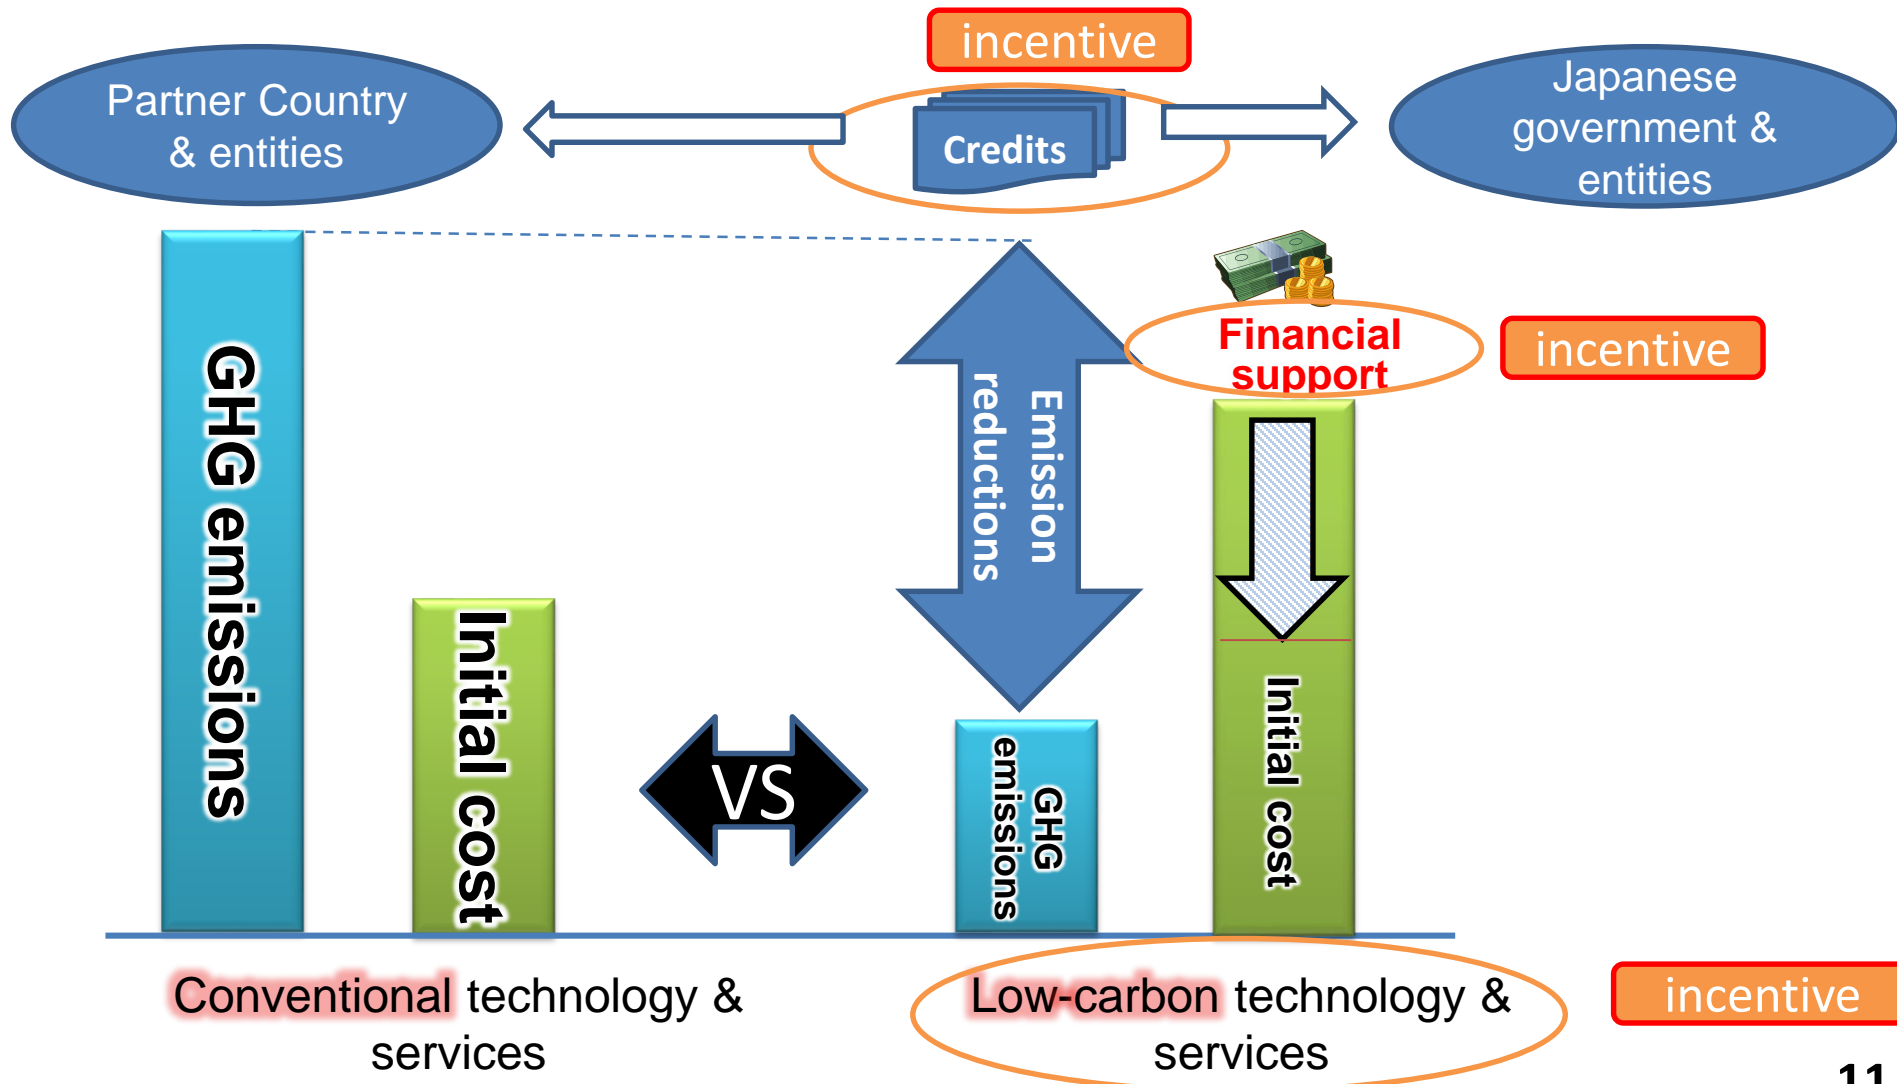 incentive
Partner Country
& entities
Credits
Japanese
government &
entities
Financial
support
incentive
GHG emissions
Initial cost
VS
Emission
reductions
GHG
emissions
Initial cost
Conventional technology &
services
Low-carbon technology &
services
incentive
11